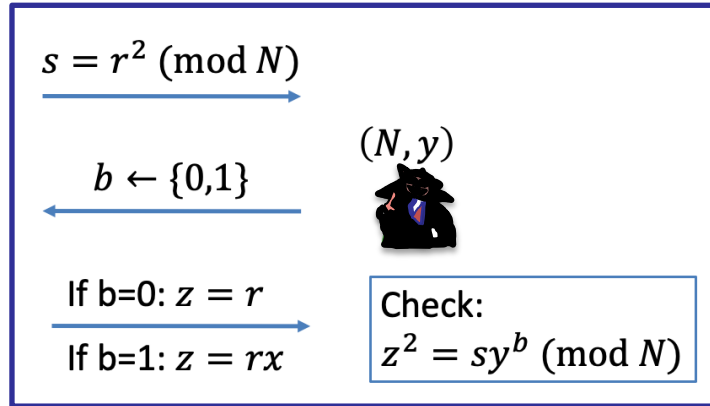 s = r² (mod N)
(N, y)
b ← {0,1}
If b=0: z = r
If b=1: z = rx
Check:
z² = sy^b (mod N)